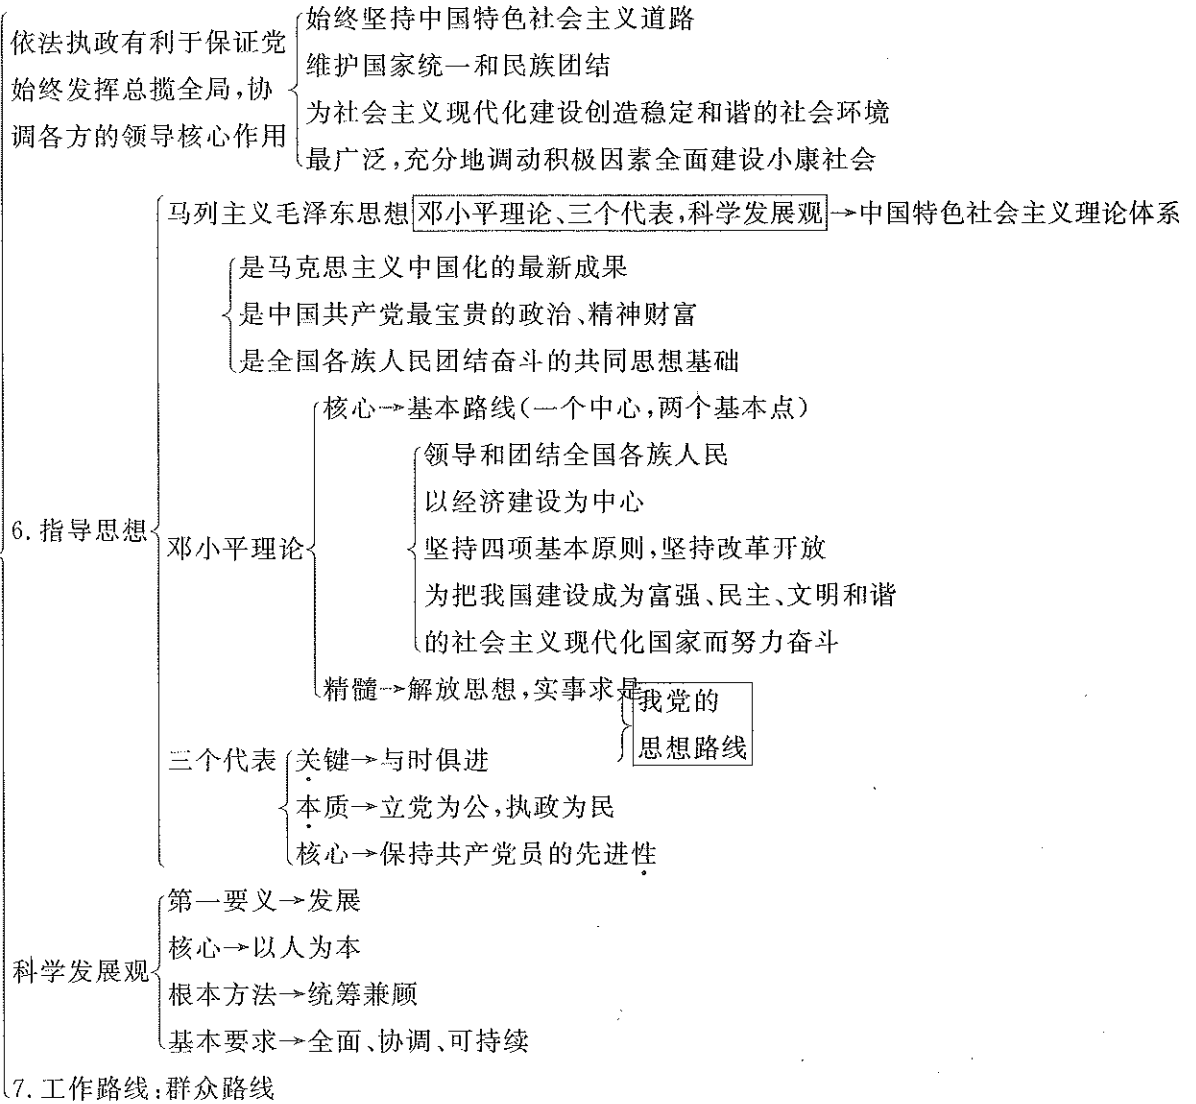 依法执政有利于保证党
始终发挥总揽全局,协
调各方的领导核心作用
始终坚持中国特色社会主义道路
维护国家统一和民族团结
为社会主义现代化建设创造稳定和谐的社会环境
最广泛,充分地调动积极因素全面建设小康社会
6. 指导思想
马列主义毛泽东思想 邓小平理论、三个代表,科学发展观→中国特色社会主义理论体系
是马克思主义中国化的最新成果
是中国共产党最宝贵的政治、精神财富
是全国各族人民团结奋斗的共同思想基础
邓小平理论
核心→基本路线(一个中心,两个基本点)
领导和团结全国各族人民
以经济建设为中心
坚持四项基本原则,坚持改革开放
为把我国建设成为富强、民主、文明和谐
的社会主义现代化国家而努力奋斗
精髓→解放思想,实事求是
我党的
思想路线
三个代表
关键→与时俱进
本质→立党为公,执政为民
核心→保持共产党员的先进性
科学发展观
第一要义→发展
核心→以人为本
根本方法→统筹兼顾
基本要求→全面、协调、可持续
7. 工作路线:群众路线